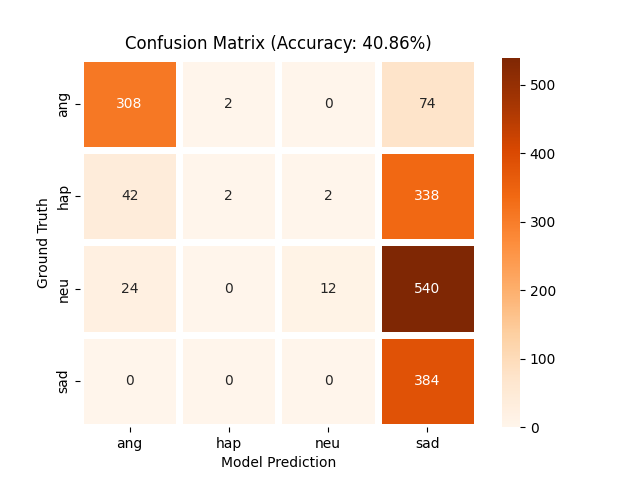 Confusion Matrix (Accuracy: 40.86%)
Ground Truth
ang 308 2 0 74
hap 42 2 2 338
neu 24 0 12 540
sad 0 0 0 384
ang hap neu sad
Model Prediction
500
400
300
200
100
0